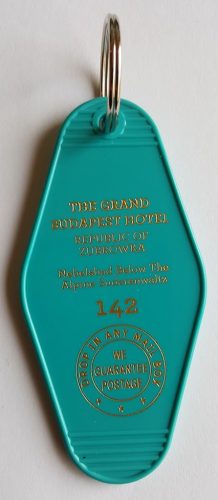 THE GRAND
BUDAPEST HOTEL
REPUBLIC OF
ZUBROWKA
Nebelsbad Below The
Alpine Sudetenwaltz
142
DROP IN ANY MAIL BOX
WE
GUARANTEE
POSTAGE